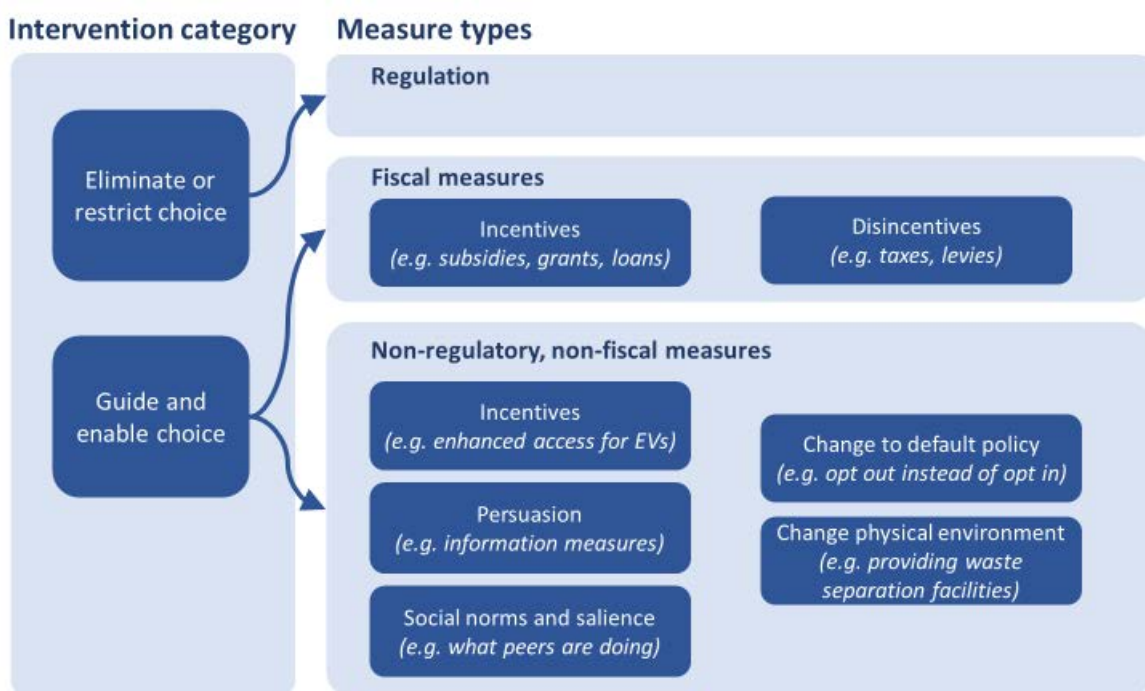 Intervention category
Measure types
Regulation
Eliminate or
restrict choice
Fiscal measures
Incentives
(e.g. subsidies, grants, loans)
Disincentives
(e.g. taxes, levies)
Guide and
enable choice
Non-regulatory, non-fiscal measures
Incentives
(e.g. enhanced access for EVs)
Persuasion
(e.g. information measures)
Social norms and salience
(e.g. what peers are doing)
Change to default policy
(e.g. opt out instead of opt in)
Change physical environment
(e.g. providing waste
separation facilities)